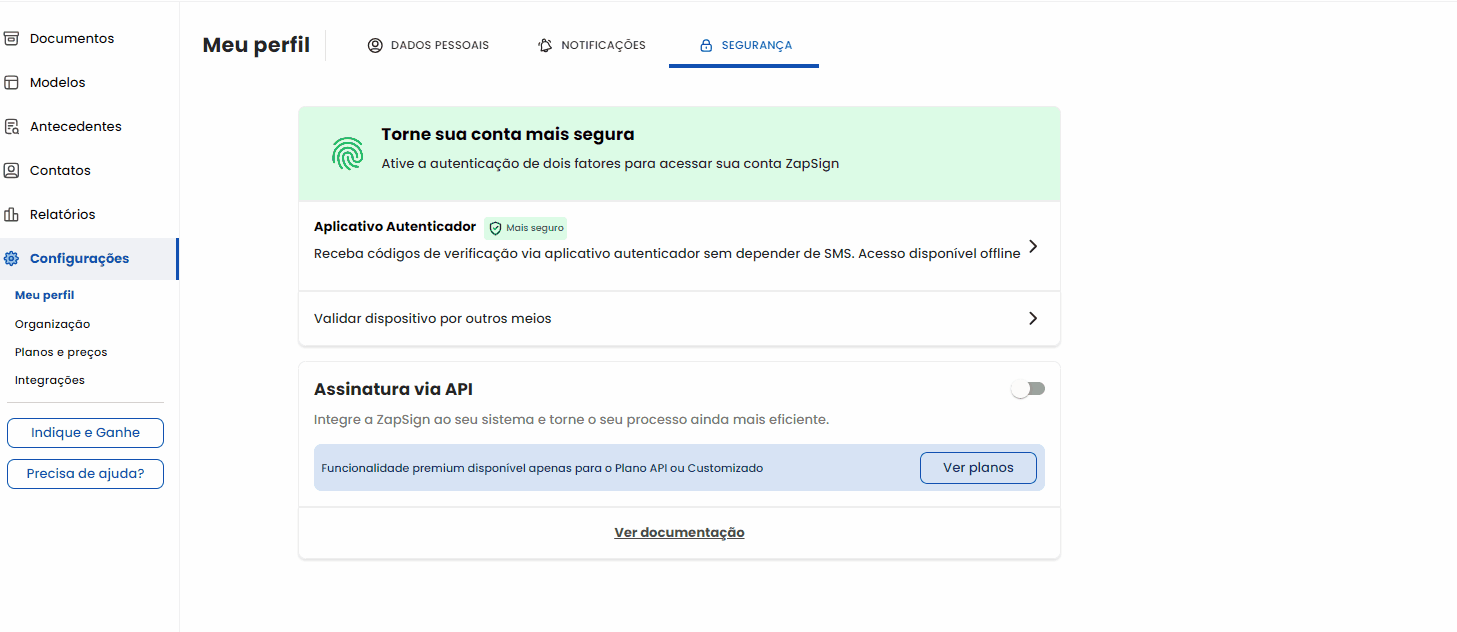 Documentos
Modelos
Antecedentes
Contatos
Relatórios
Configurações
Meu perfil
Organização
Planos e preços
Integrações
Indique e Ganhe
Precisa de ajuda?
Meu perfil
DADOS PESSOAIS
NOTIFICAÇÕES
SEGURANÇA
Torne sua conta mais segura
Ative a autenticação de dois fatores para acessar sua conta ZapSign
Aplicativo Autenticador
Mais seguro
Receba códigos de verificação via aplicativo autenticador sem depender de SMS. Acesso disponível offline
Validar dispositivo por outros meios
Assinatura via API
Integre a ZapSign ao seu sistema e torne o seu processo ainda mais eficiente.
Funcionalidade premium disponível apenas para o Plano API ou Customizado
Ver planos
Ver documentação